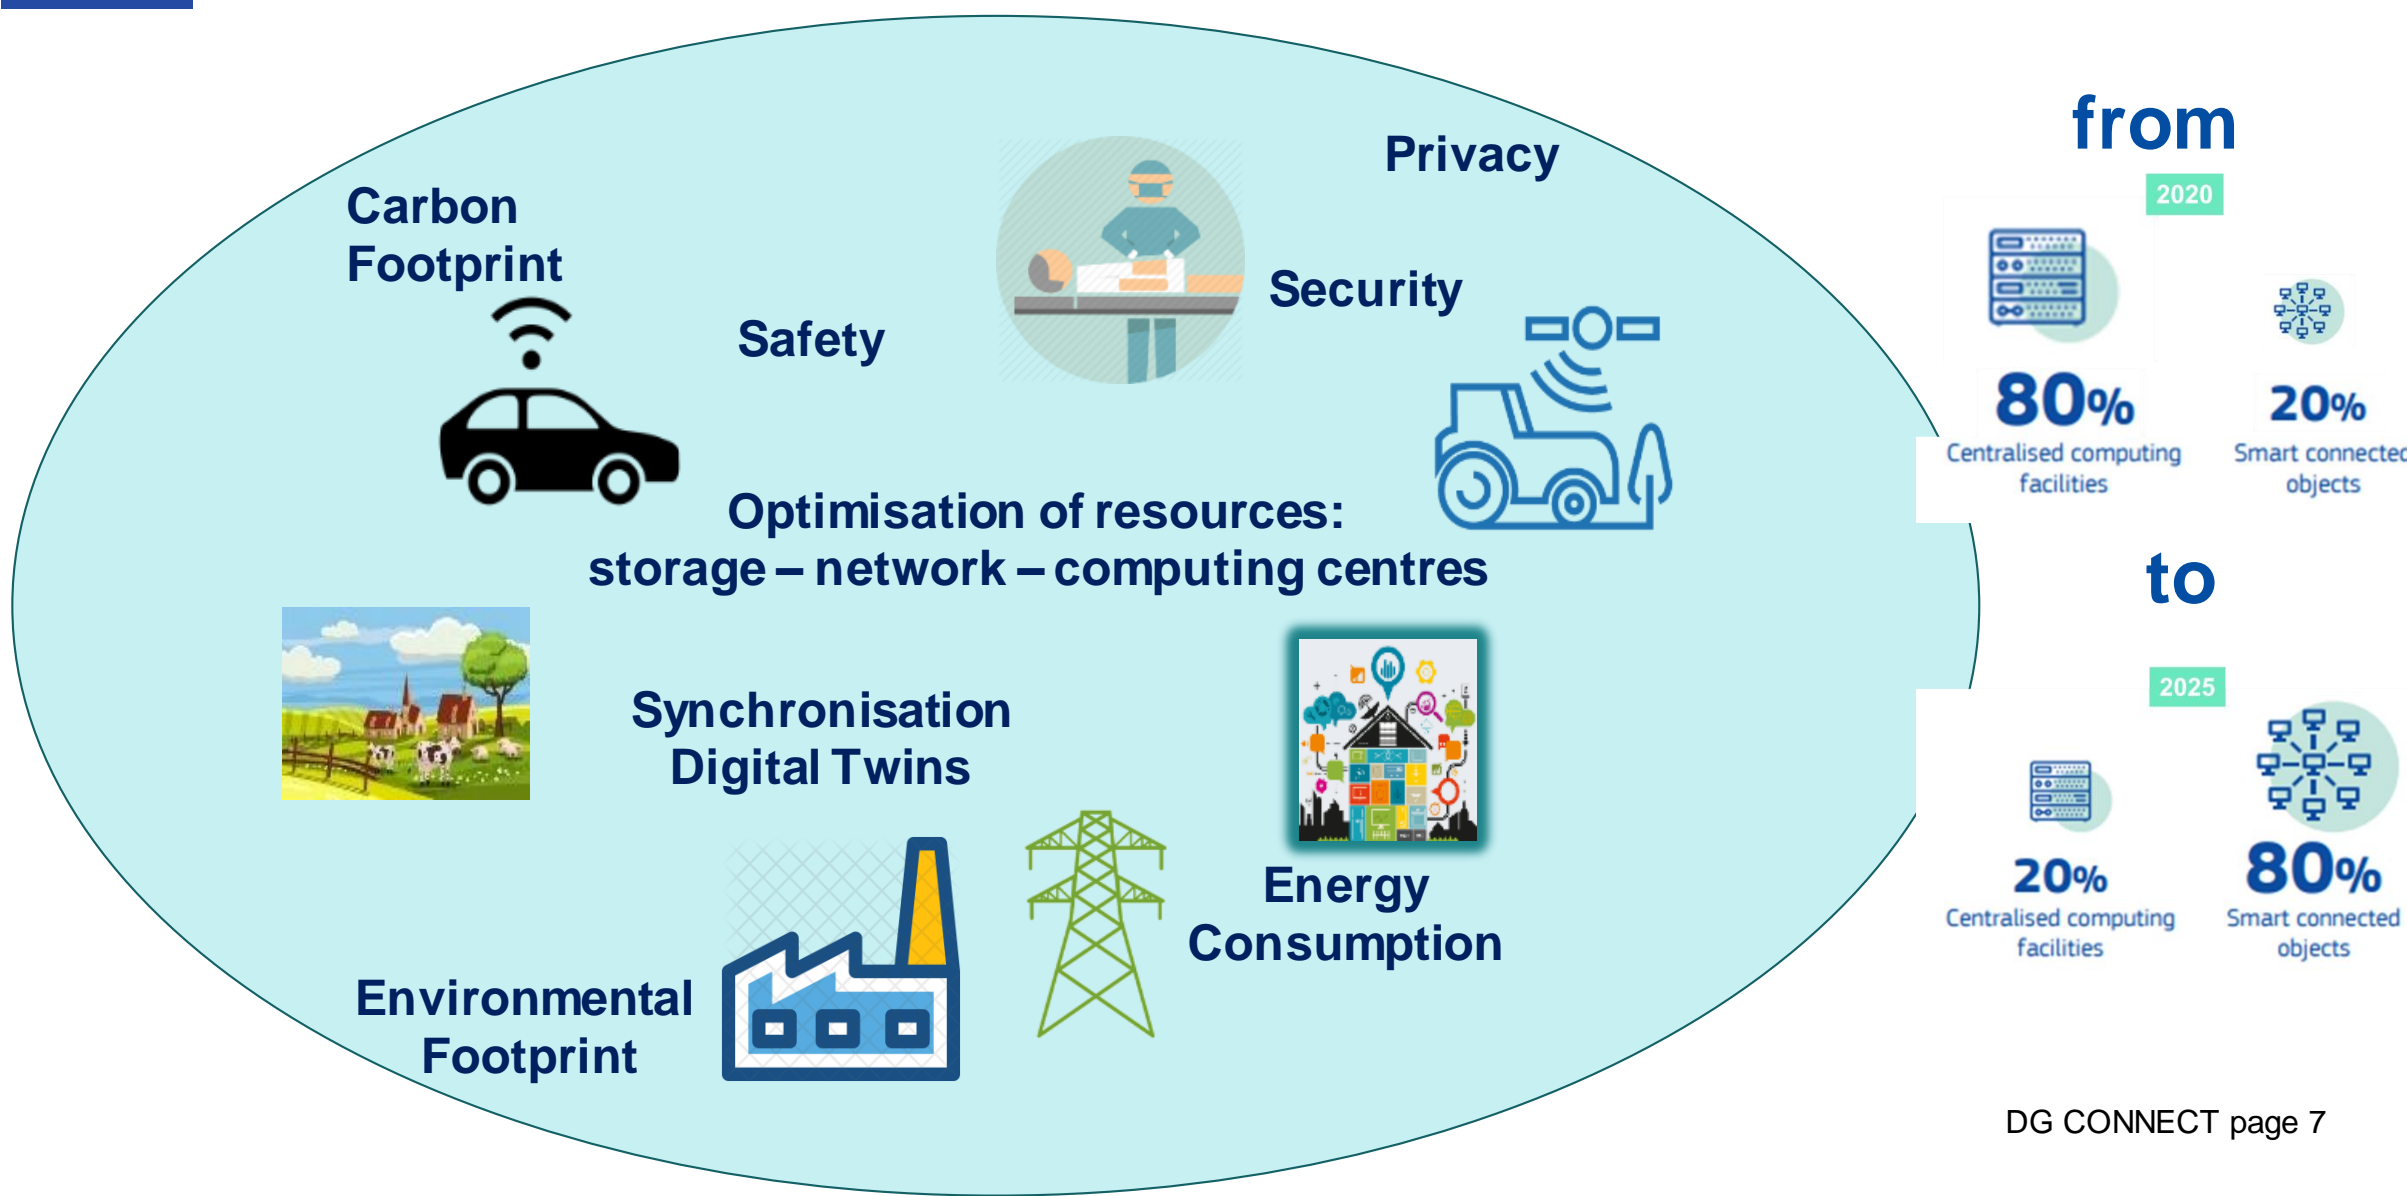 Privacy
Carbon
Footprint
Security
Safety
Optimisation of resources:
storage – network – computing centres
Synchronisation
Digital Twins
Energy
Consumption
Environmental
Footprint
from
2020
80%
Centralised computing
facilities
20%
Smart connected
objects
to
2025
20%
Centralised computing
facilities
80%
Smart connected
objects
DG CONNECT page 7